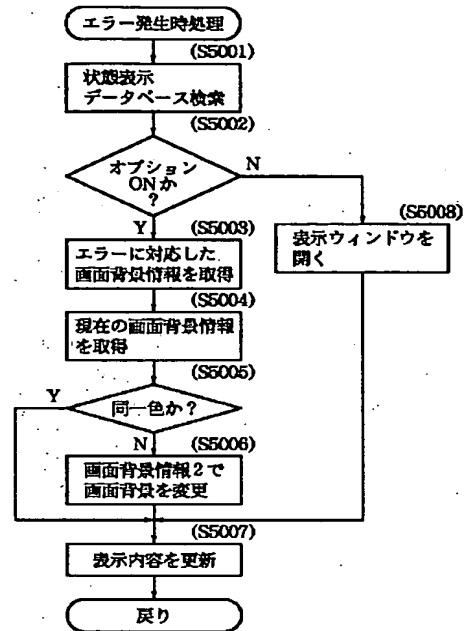 エラー発生時処理
(S5001)
状態表示
データベース検索
(S5002)
オプション
ONか
?
N
Y
(S5003)
(S5008)
エラーに対応した
画面背景情報を取得
表示ウィンドウを
開く
(S5004)
現在の画面背景情報
を取得
(S5005)
Y
同一色か?
N
(S5006)
画面背景情報2で
画面背景を変更
(S5007)
表示内容を更新
戻り